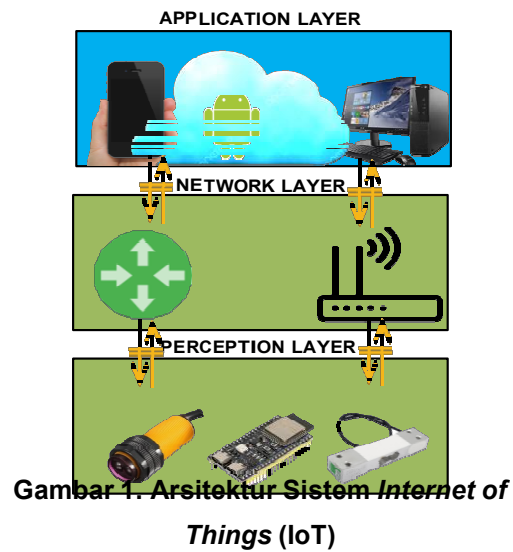 APPLICATION LAYER
NETWORK LAYER
PERCEPTION LAYER
Gambar 1. Arsitektur Sistem Internet of
Things (IoT)